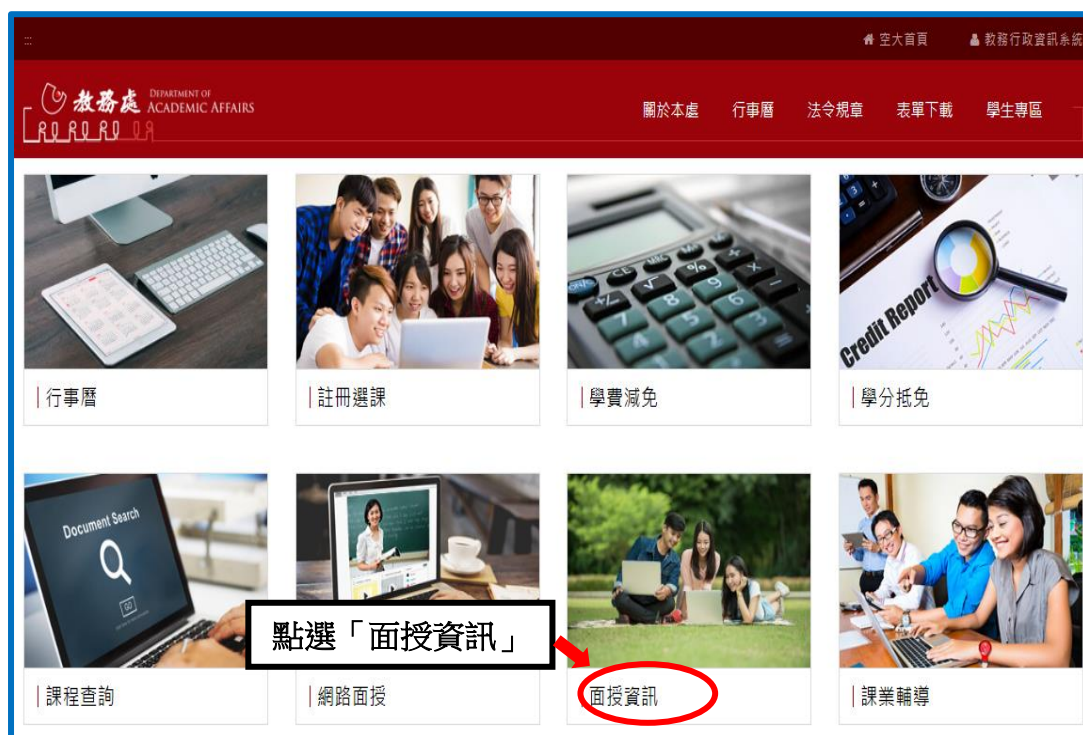 :::
空大首頁
教務行政資訊系統
教務處 DEPARTMENT OF ACADEMIC AFFAIRS
關於本處 行事曆 法令規章 表單下載 學生專區
Credit Report
行事曆
註冊選課
學費減免
學分抵免
Document Search
GO
點選「面授資訊」
課程查詢
網路面授
面授資訊
課業輔導